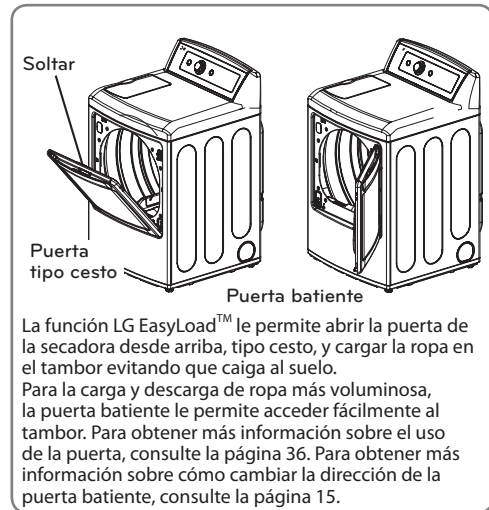 Soltar
Puerta
tipo cesto
Puerta batiente
La función LG EasyLoad™ le permite abrir la puerta de
la secadora desde arriba, tipo cesto, y cargar la ropa en
el tambor evitando que caiga al suelo.
Para la carga y descarga de ropa más voluminosa,
la puerta batiente le permite acceder fácilmente al
tambor. Para obtener más información sobre el uso
de la puerta, consulte la página 36. Para obtener más
información sobre cómo cambiar la dirección de la
puerta batiente, consulte la página 15.